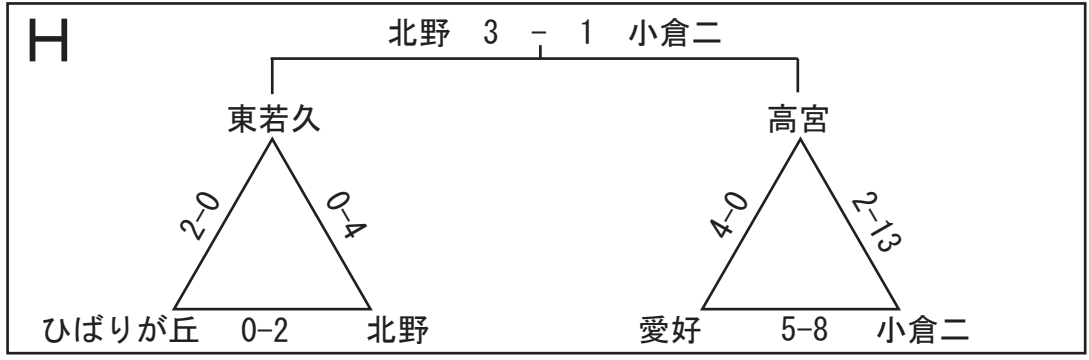 H
北野 3 - 1 小倉二
東若久 高宮
2-0 0-4 4-0 2-13
ひばりが丘 0-2 北野 愛好 5-8 小倉二